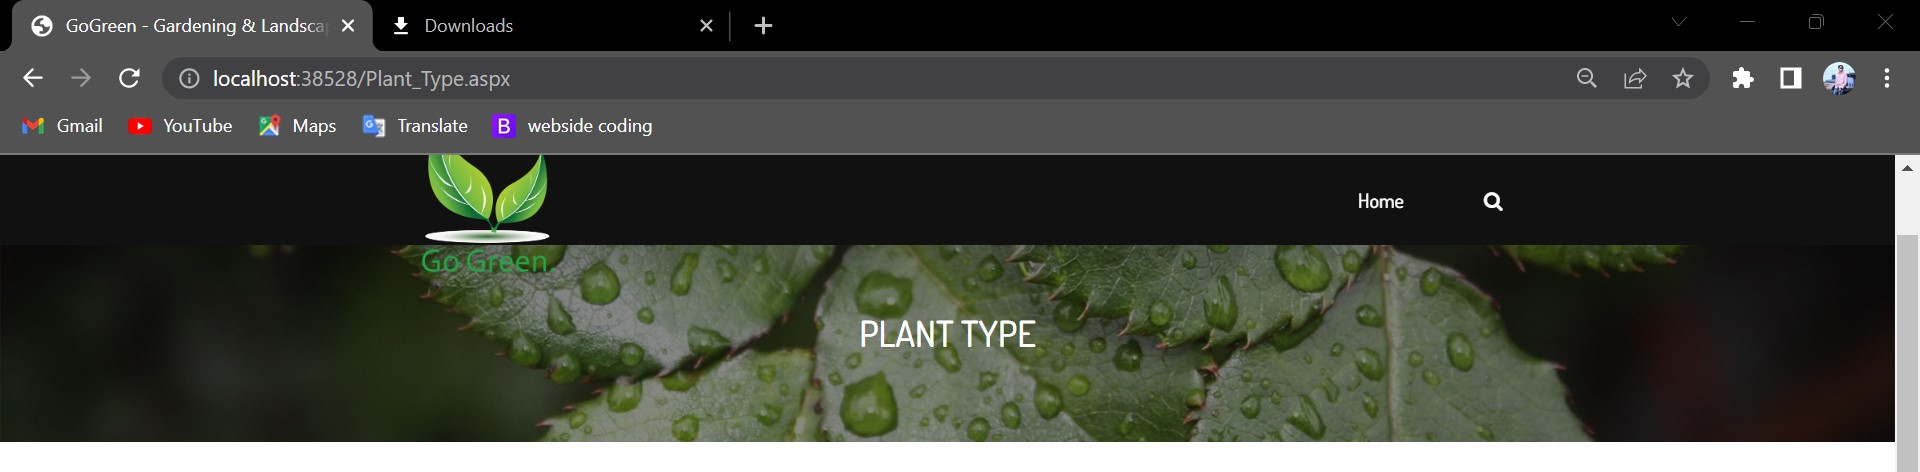 GoGreen - Gardening & Landsca
Downloads
localhost:38528/Plant_Type.aspx
Gmail
YouTube
Maps
Translate
B
webside coding
Home
Go Green
PLANT TYPE